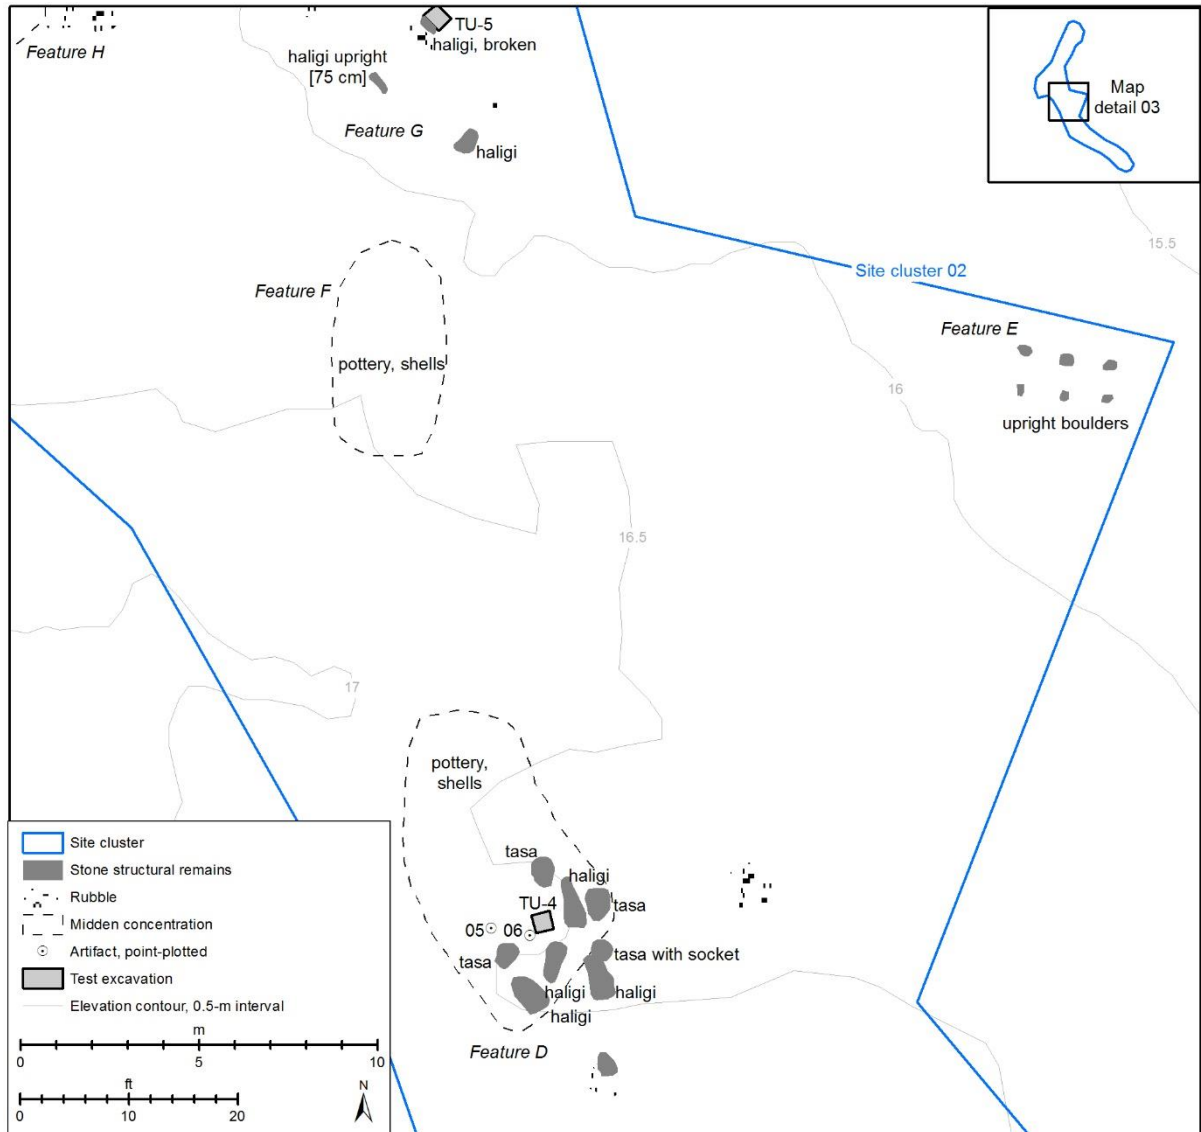 TU-5
haligi, broken
Feature H
haligi upright
[75 cm]
Map
detail 03
Feature G
haligi
15.5
Site cluster 02
Feature F
Feature E
pottery, shells
16
upright boulders
16.5
17
pottery,
shells
tasa
haligi
TU-4
tasa
05
06
tasa
tasa with socket
haligi
haligi
haligi
Feature D
Site cluster
Stone structural remains
Rubble
Midden concentration
Artifact, point-plotted
Test excavation
Elevation contour, 0.5-m interval
m
0 5 10
ft
0 10 20
N